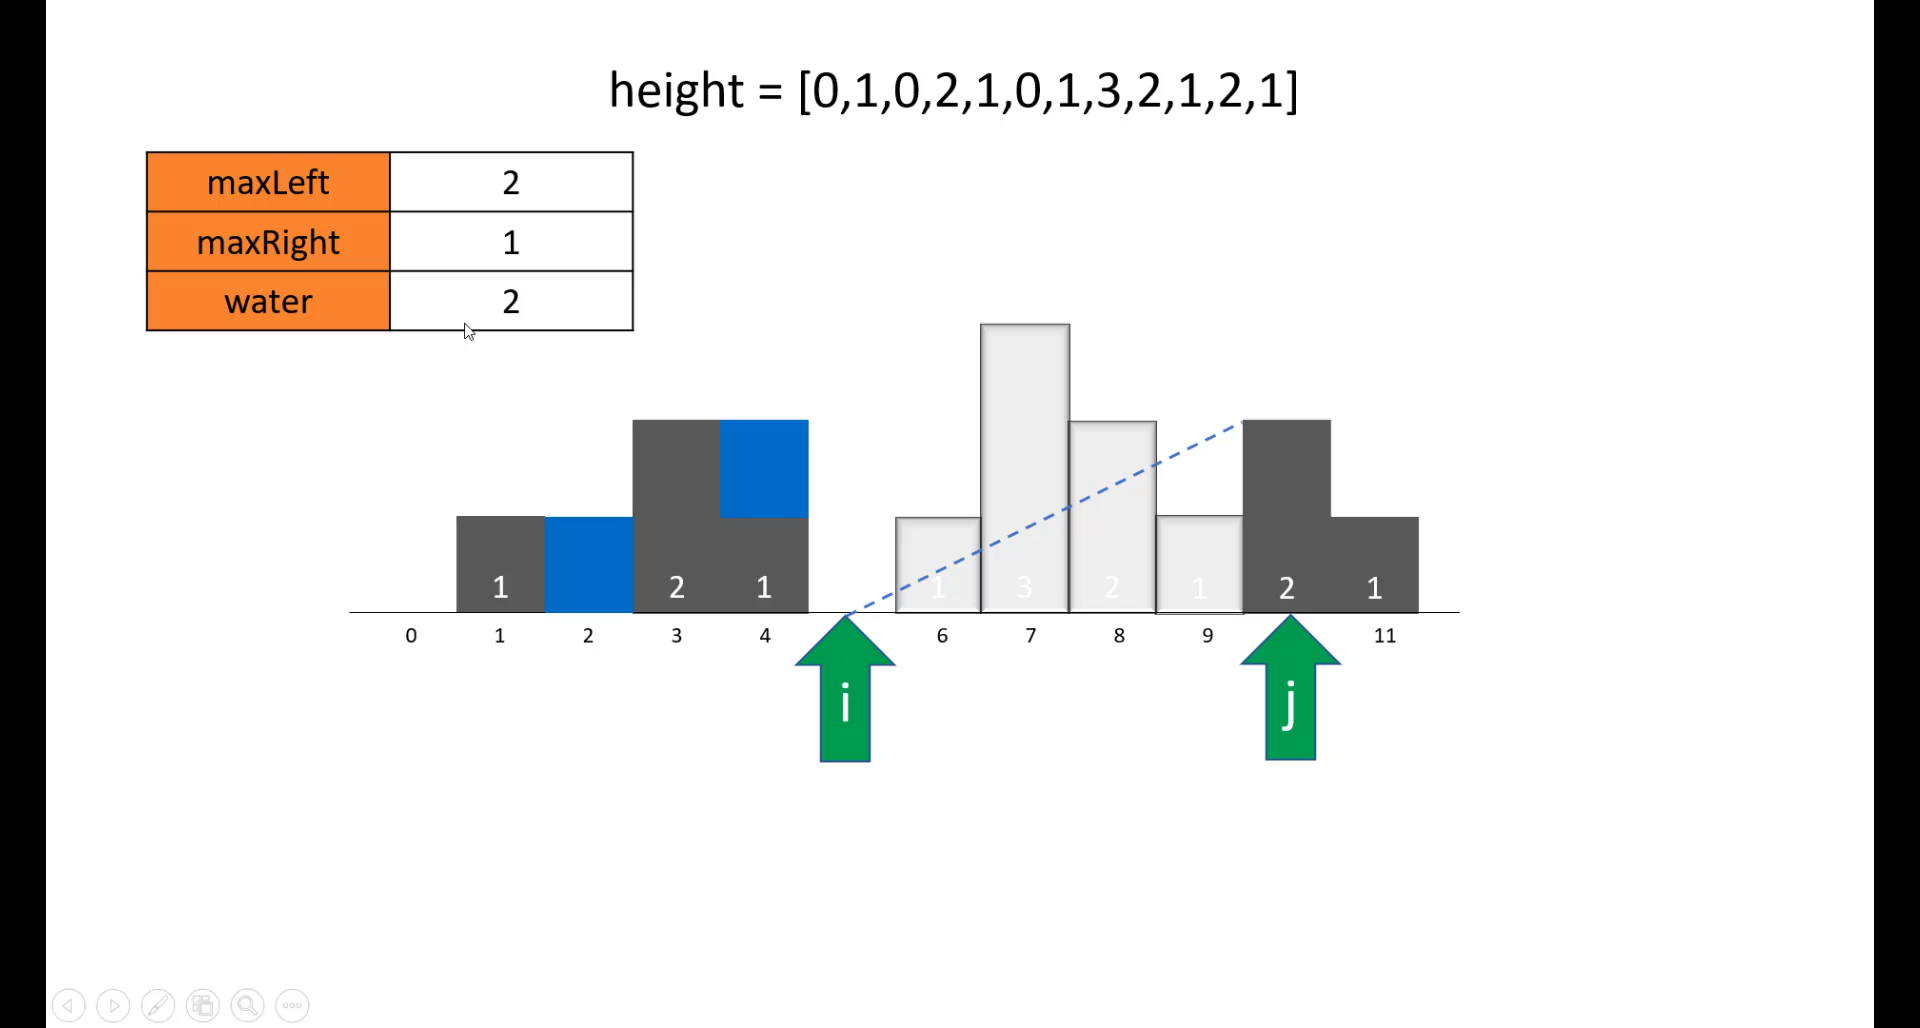 height = [0,1,0,2,1,0,1,3,2,1,2,1]
maxLeft 2
maxRight 1
water 2
1 2 1 1 3 2 1 2 1
0 1 2 3 4 6 7 8 9 11
i j